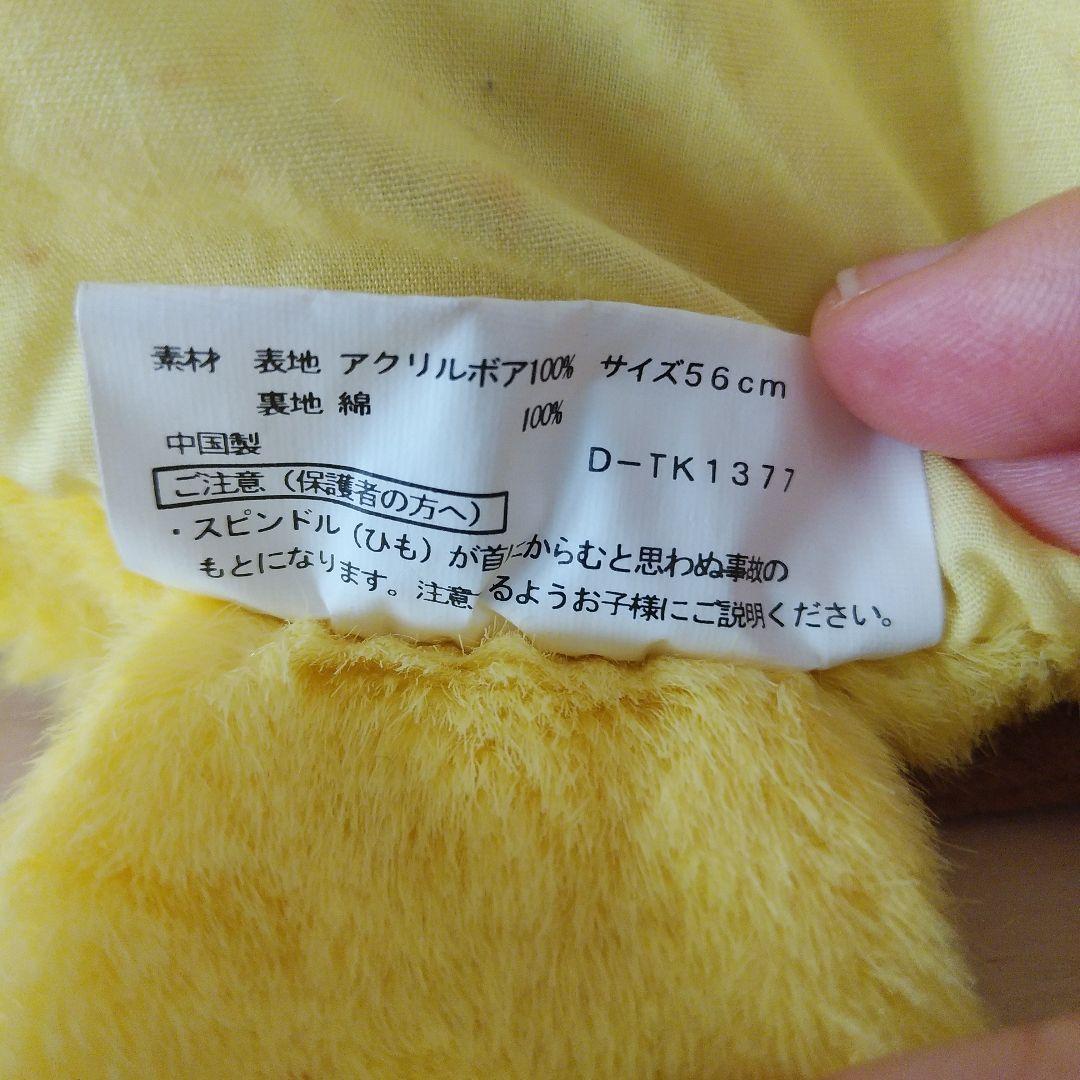 素材 表地 アクリルボア100% サイズ56cm
裏地 綿 100%
中国製
D-TK1377
ご注意(保護者の方へ)
・スピンドル(ひも)が首にからむと思わぬ事故の
もとになります。注意 るようお子様にご説明ください。